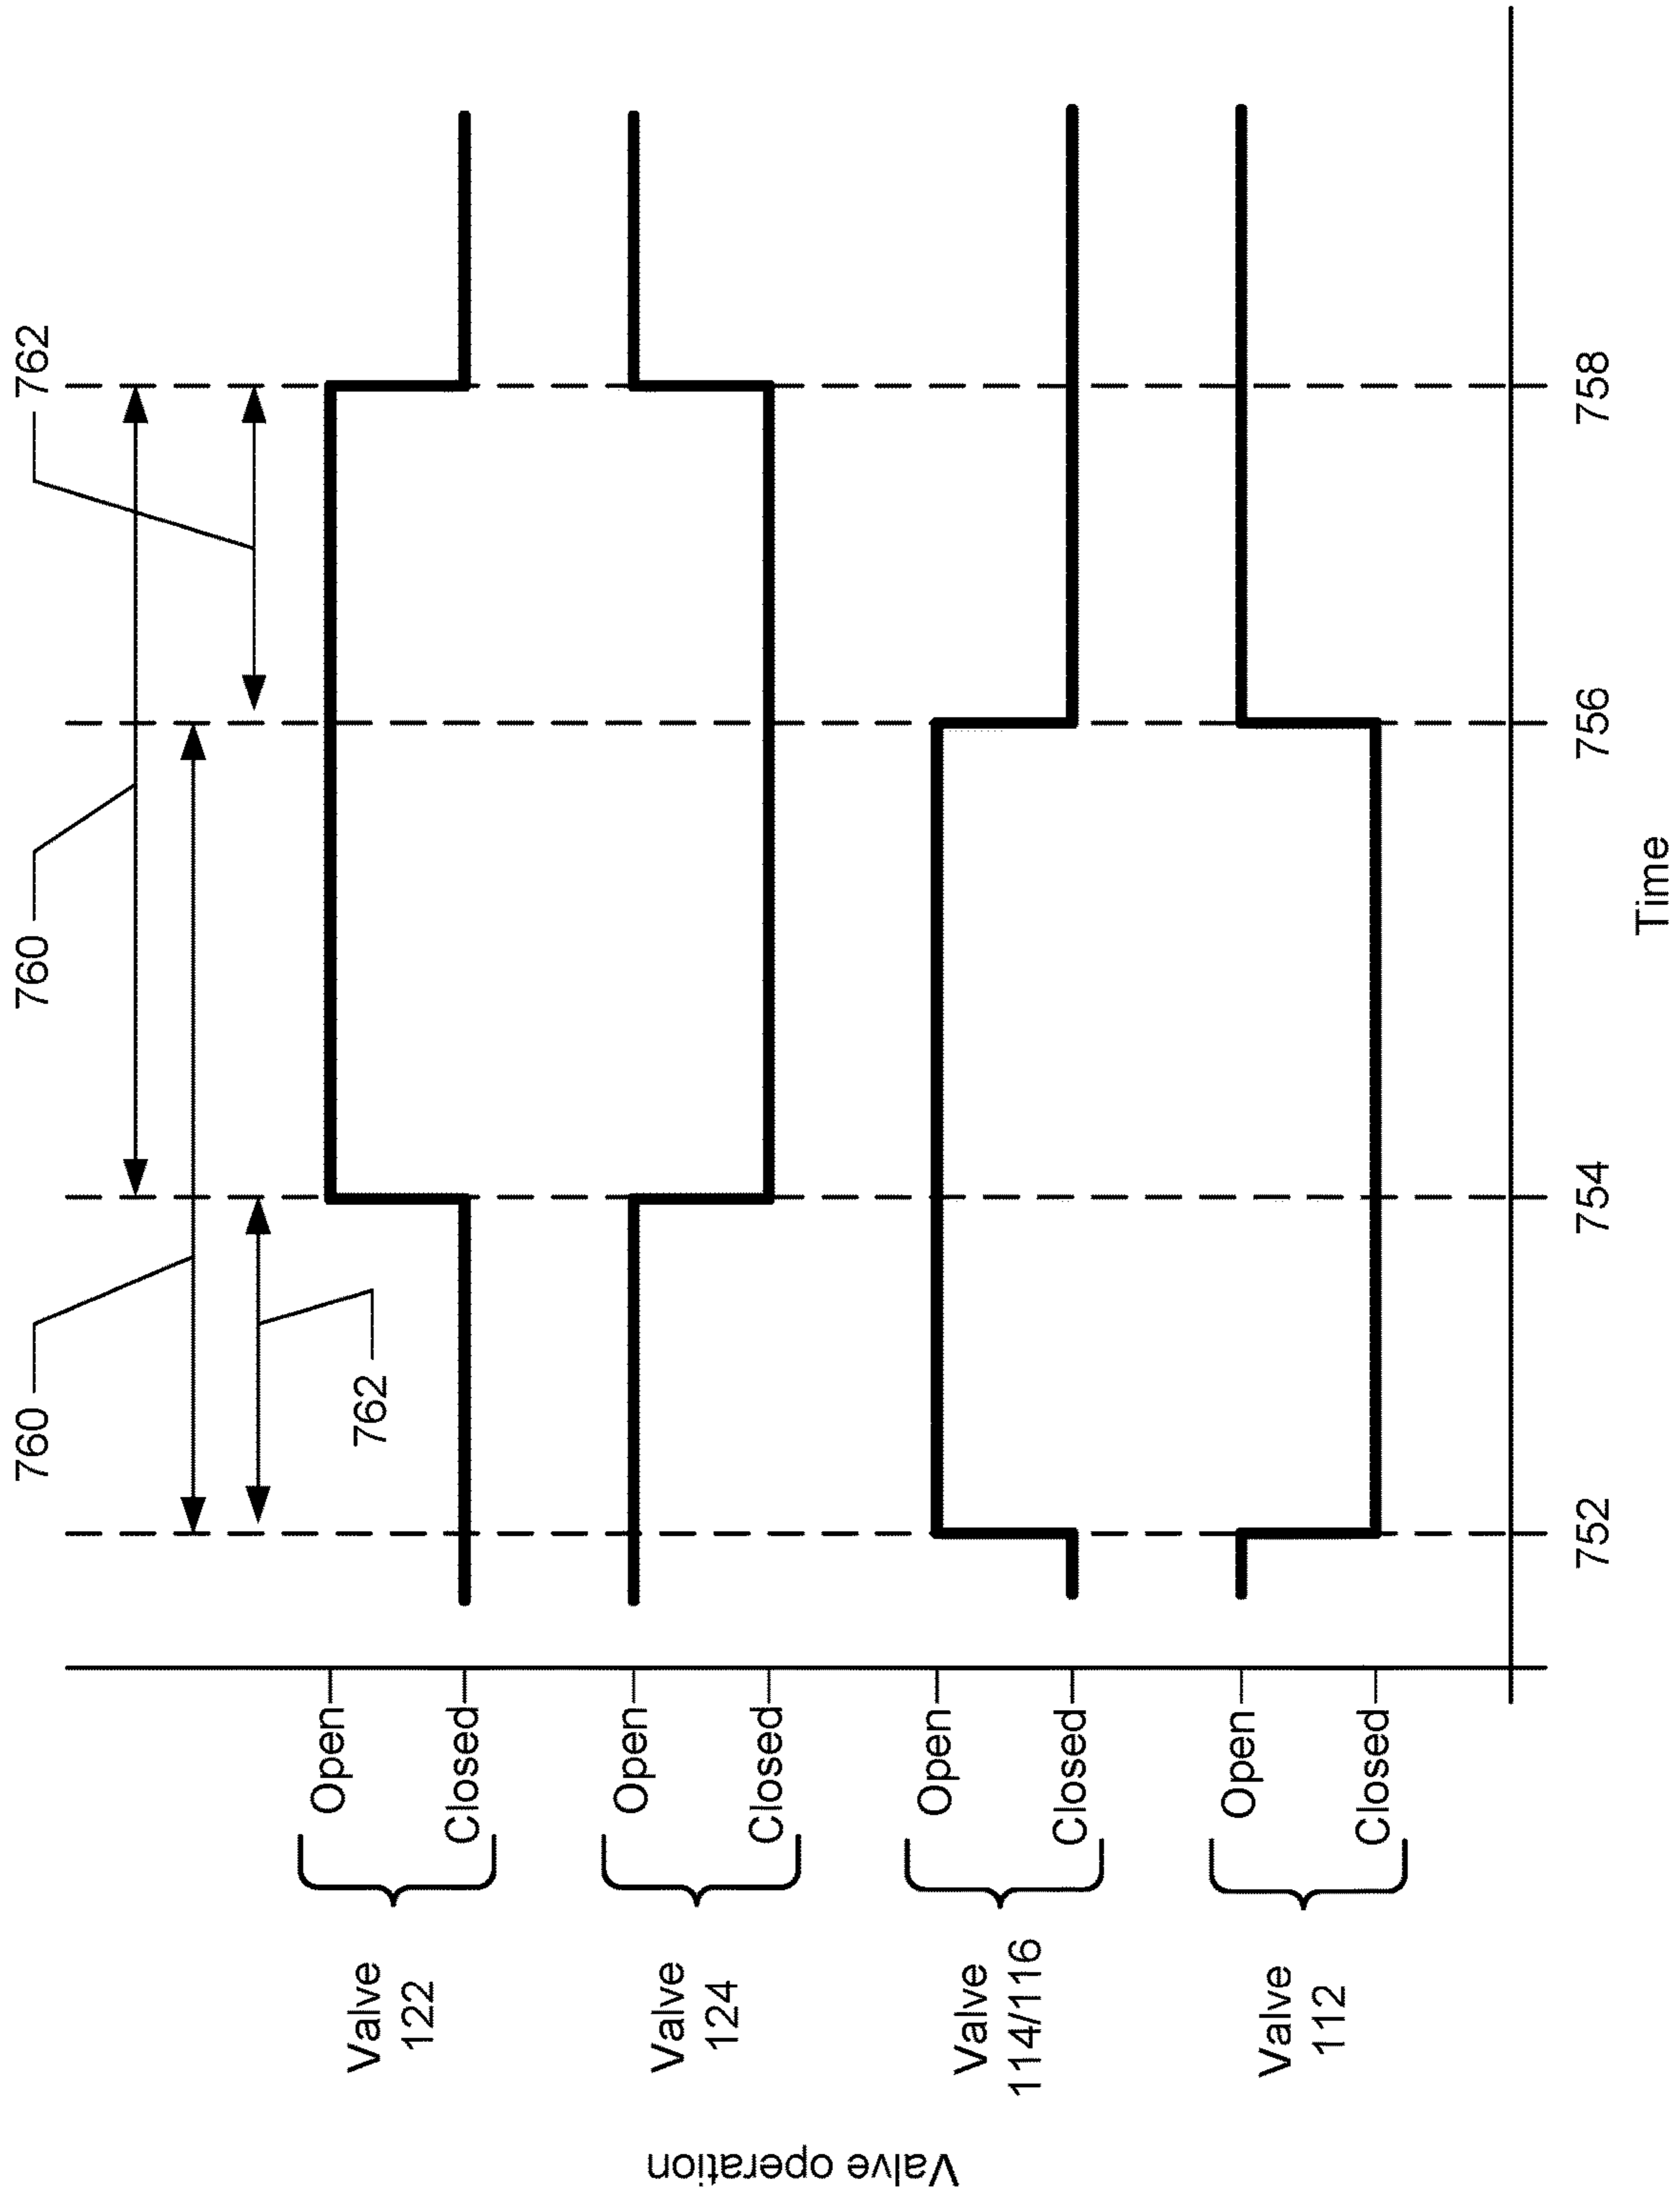 760
760
762
762
Valve operation
Valve
122
Open
Closed
Valve
124
Open
Closed
Valve
114/116
Open
Closed
Valve
112
Open
Closed
752
754
756
758
Time